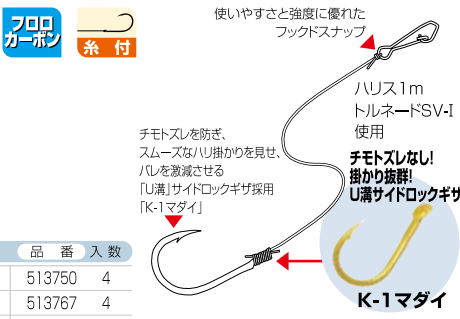 フロロ
カーボン
糸付
使いやすさと強度に優れた
フックドスナップ
ハリス1m
トルネードSV-I
使用
チモトズレを防ぎ、
スムーズなハリ掛かりを見せ、
バレを激減させる
「U溝」サイドロックギザ採用
「K-1マダイ」
チモトズレなし!
掛かり抜群!
U溝サイドロックギザ
K-1マダイ
品番 入数
513750 4
513767 4